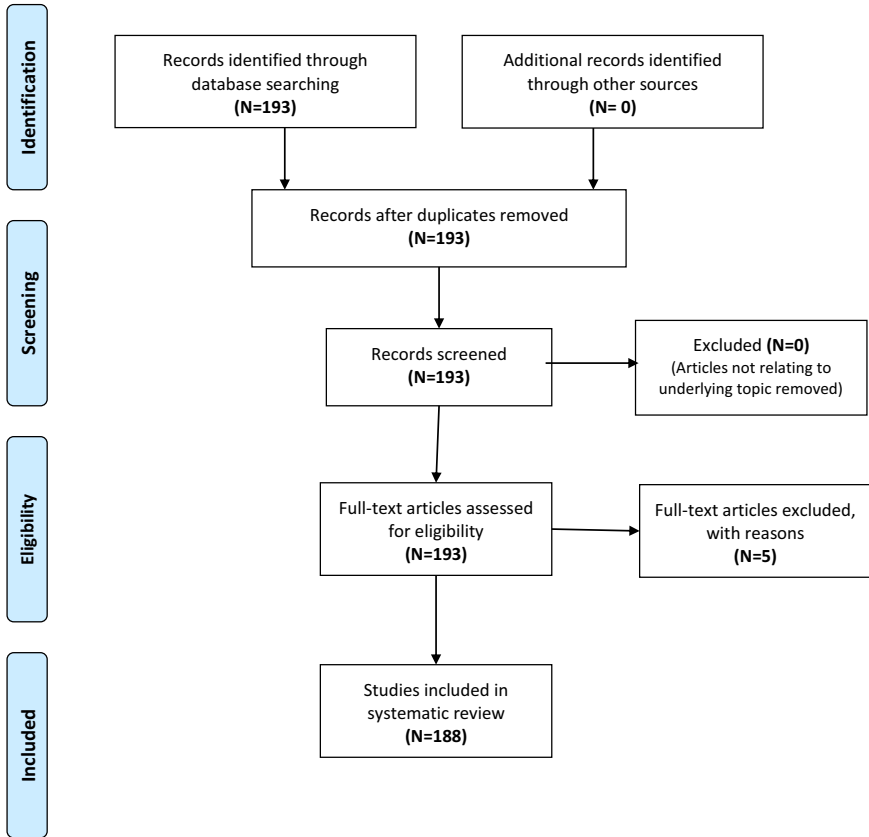 Identification
Records identified through
database searching
(N=193)
Additional records identified
through other sources
(N= 0)
Records after duplicates removed
(N=193)
Screening
Records screened
(N=193)
Excluded (N=0)
(Articles not relating to
underlying topic removed)
Eligibility
Full-text articles assessed
for eligibility
(N=193)
Full-text articles excluded,
with reasons
(N=5)
Included
Studies included in
systematic review
(N=188)